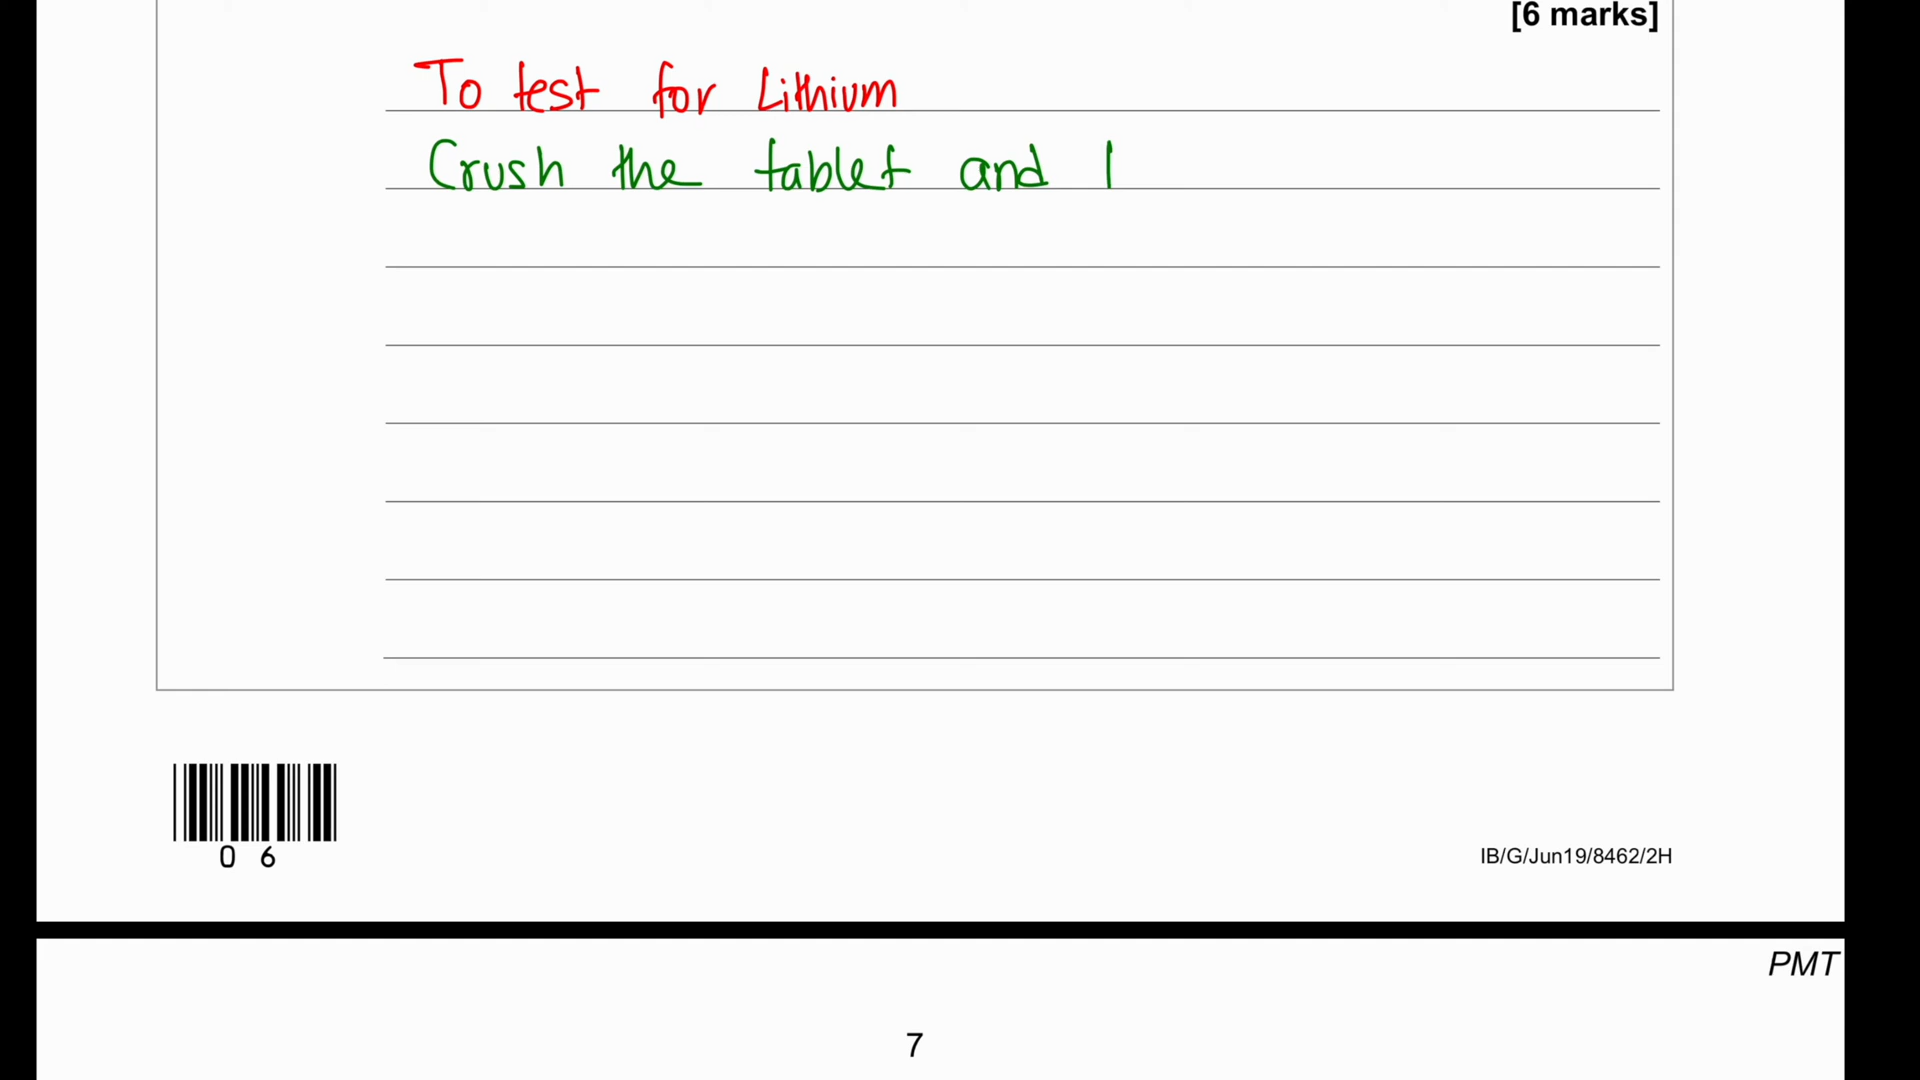 [6 marks]
To test for Lithium
Crush the tablet and
0 6
IB/G/Jun19/8462/2H
PMT
7